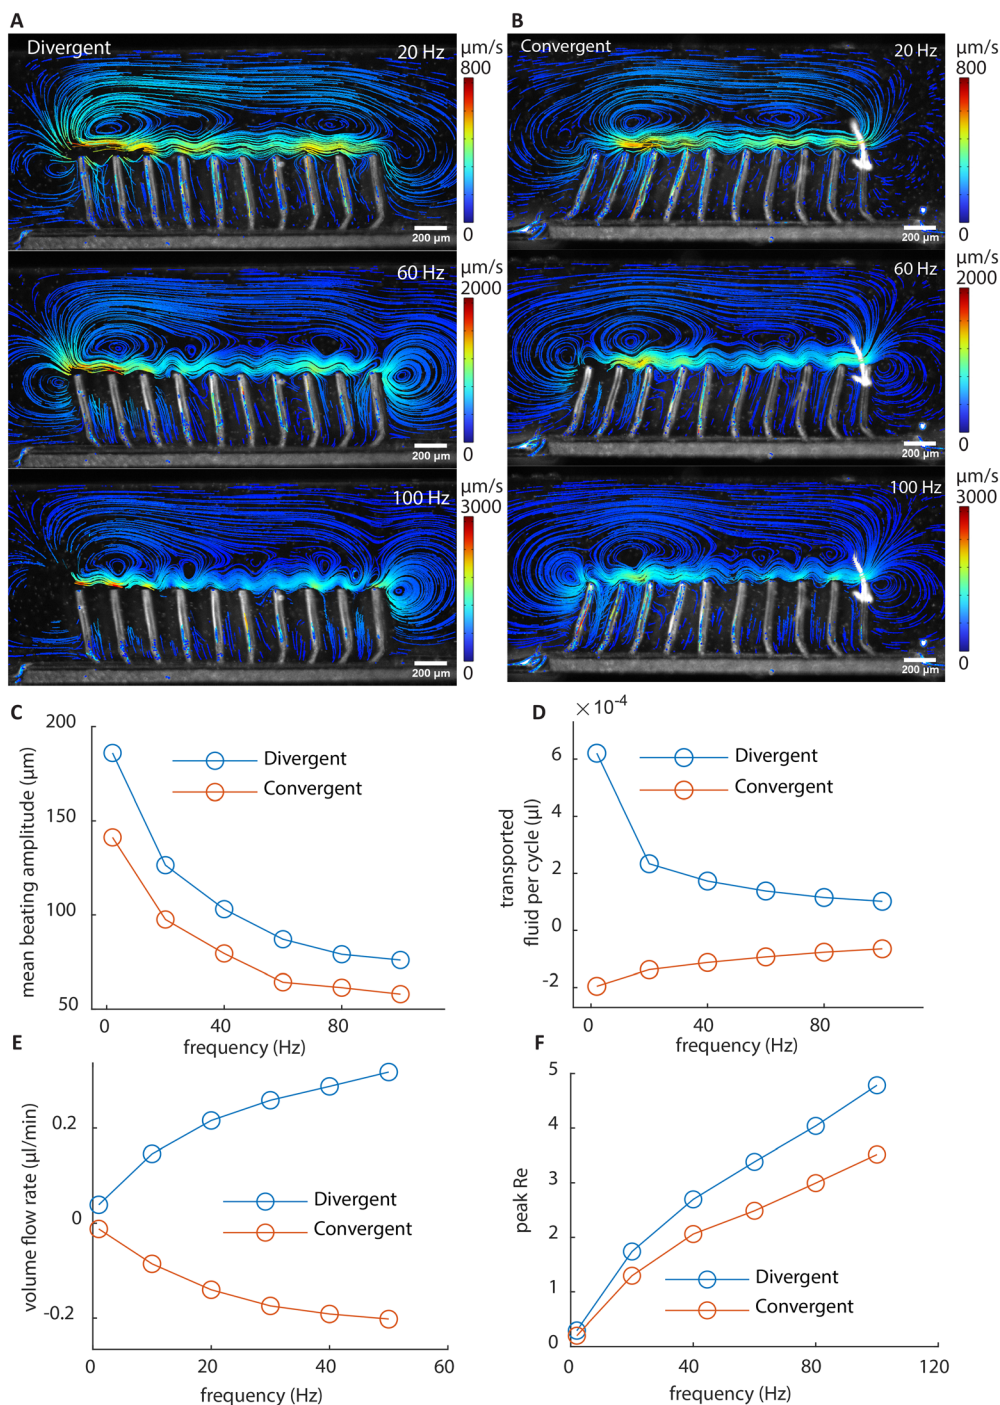 A
B
Divergent
20 Hz
µm/s
800
0
200 µm
Convergent
20 Hz
µm/s
800
0
200 µm
60 Hz
µm/s
2000
0
200 µm
60 Hz
µm/s
2000
0
200 µm
100 Hz
µm/s
3000
0
200 µm
100 Hz
µm/s
3000
0
200 µm
C
200
150
100
50
mean beating amplitude (µm)
Divergent
Convergent
0
40
80
frequency (Hz)
D
×10⁻⁴
6
4
2
0
-2
transported
fluid per cycle (µl)
Divergent
Convergent
0
40
80
frequency (Hz)
E
0.2
0
-0.2
volume flow rate (µl/min)
Divergent
Convergent
0
20
40
60
frequency (Hz)
F
5
4
3
2
1
0
peak Re
Divergent
Convergent
0
40
80
120
frequency (Hz)